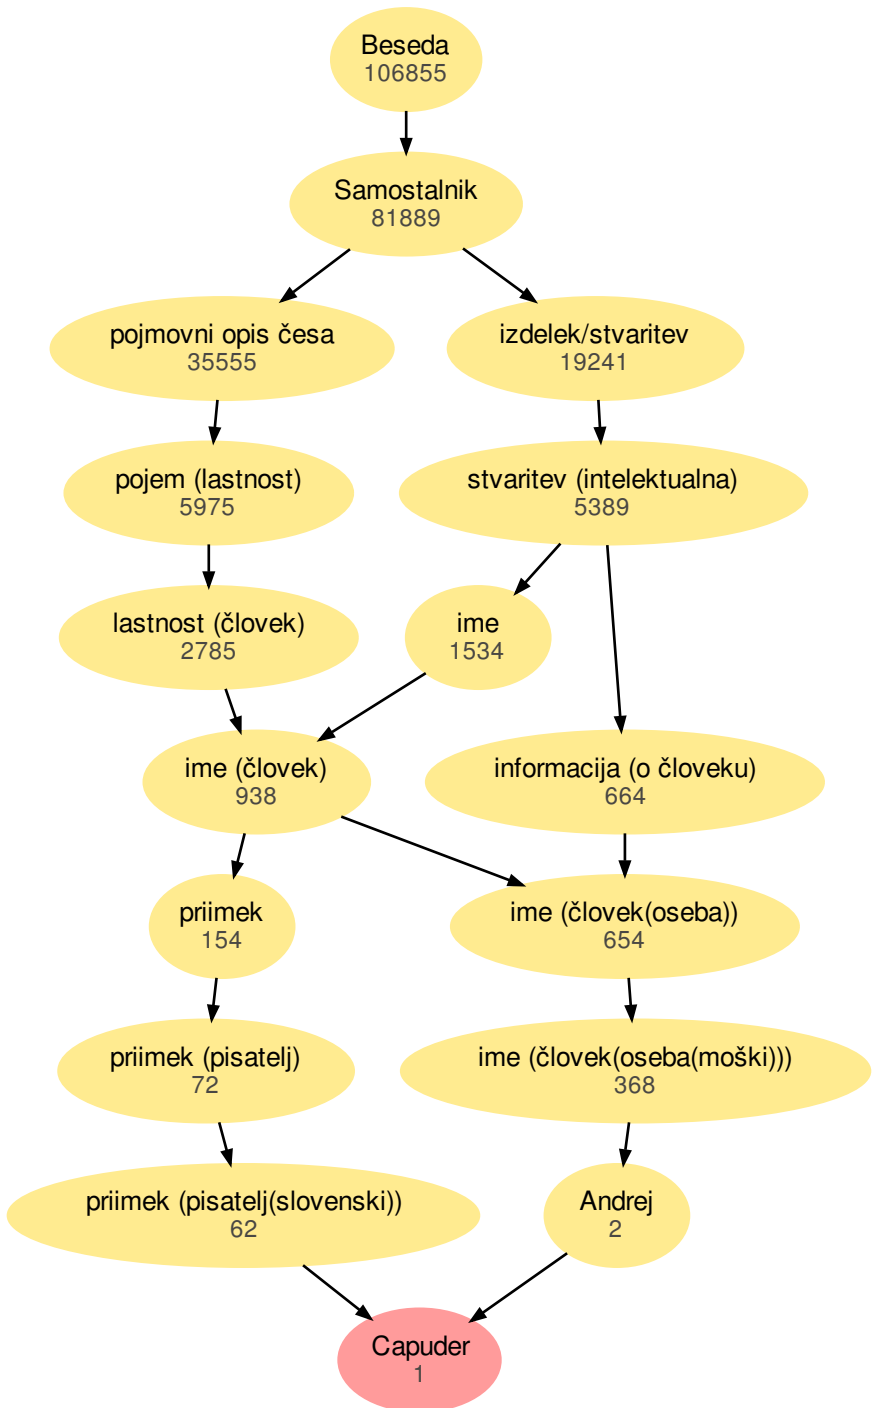 Beseda
106855
Samostalnik
81889
pojmovni opis česa
35555
izdelek/stvaritev
19241
pojem (lastnost)
5975
stvaritev (intelektualna)
5389
lastnost (človek)
2785
ime
1534
ime (človek)
938
informacija (o človeku)
664
priimek
154
ime (človek(oseba))
654
priimek (pisatelj)
72
ime (človek(oseba(moški)))
368
priimek (pisatelj(slovenski))
62
Andrej
2
Capuder
1